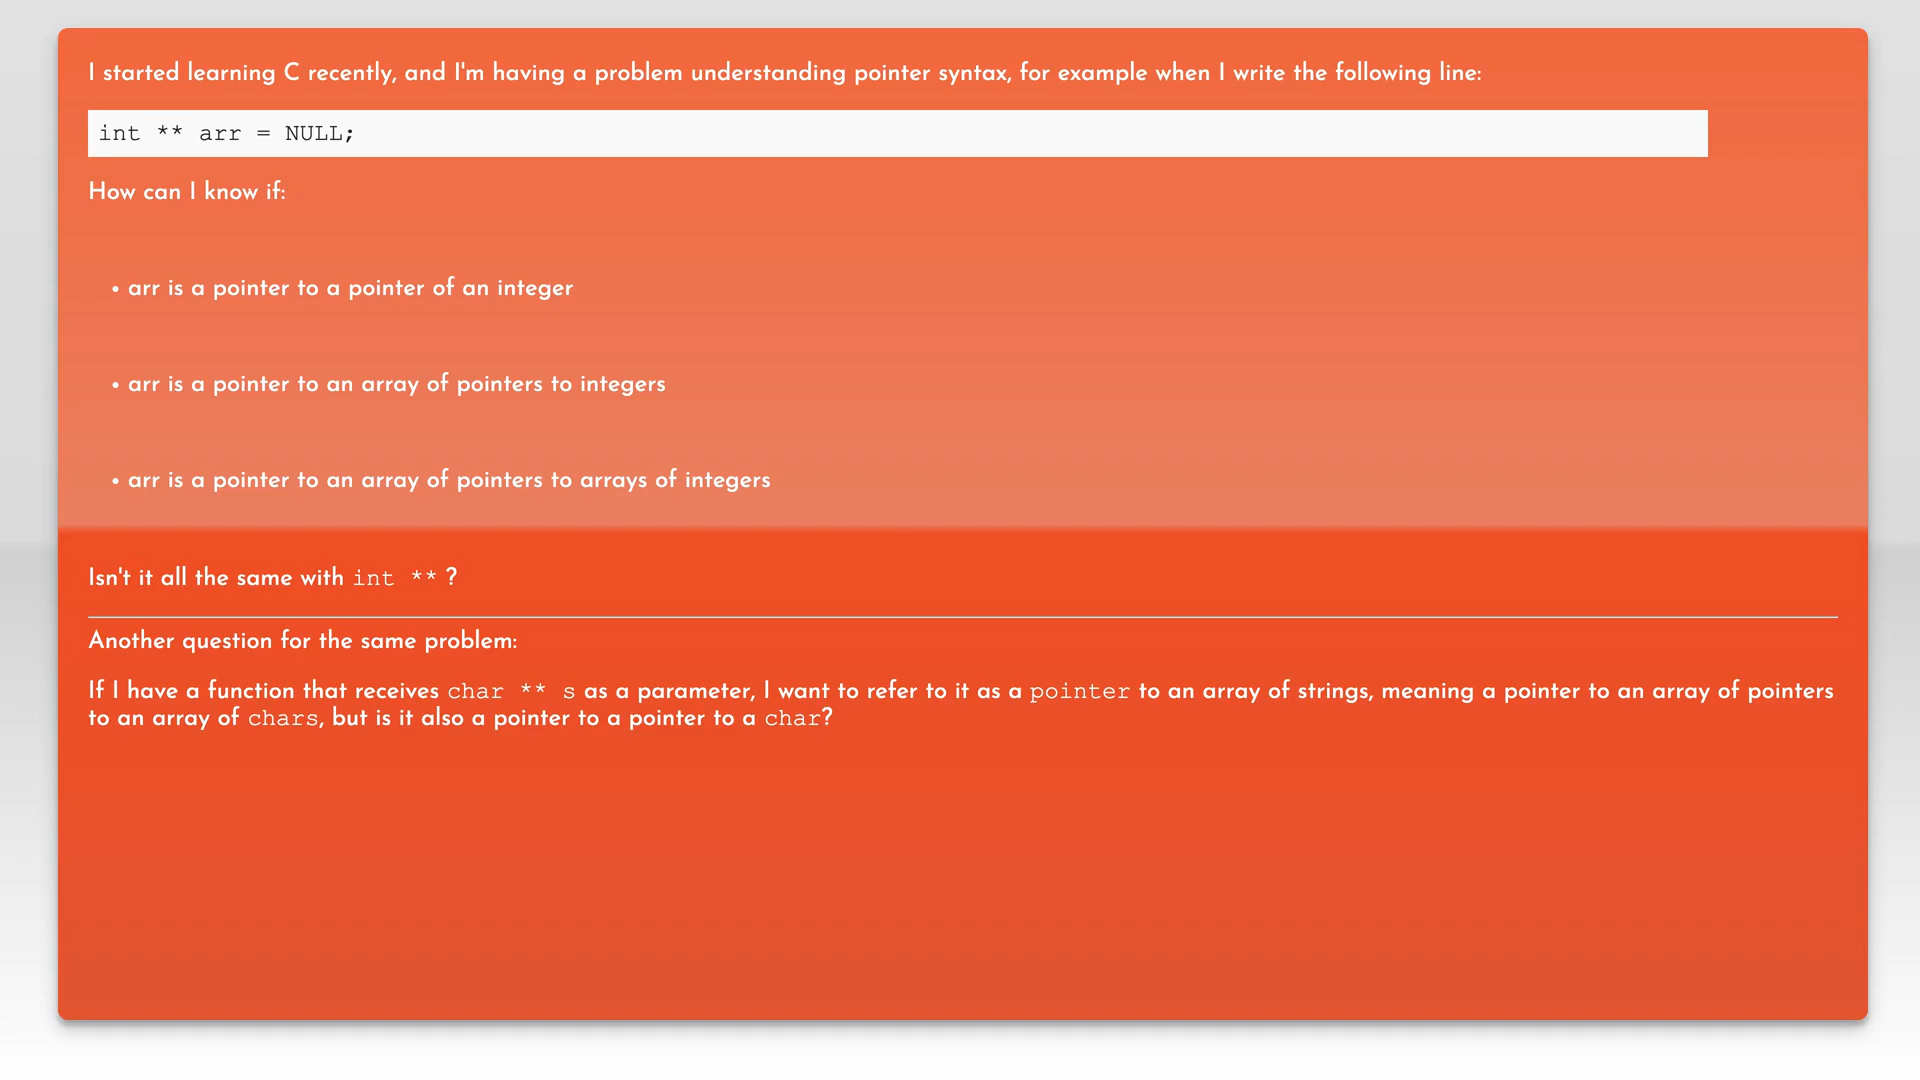 I started learning C recently, and I'm having a problem understanding pointer syntax, for example when I write the following line:
int ** arr = NULL;
How can I know if:
• arr is a pointer to a pointer of an integer
• arr is a pointer to an array of pointers to integers
• arr is a pointer to an array of pointers to arrays of integers
Isn't it all the same with int ** ?
Another question for the same problem:
If I have a function that receives char ** s as a parameter, I want to refer to it as a pointer to an array of strings, meaning a pointer to an array of pointers
to an array of chars, but is it also a pointer to a pointer to a char?